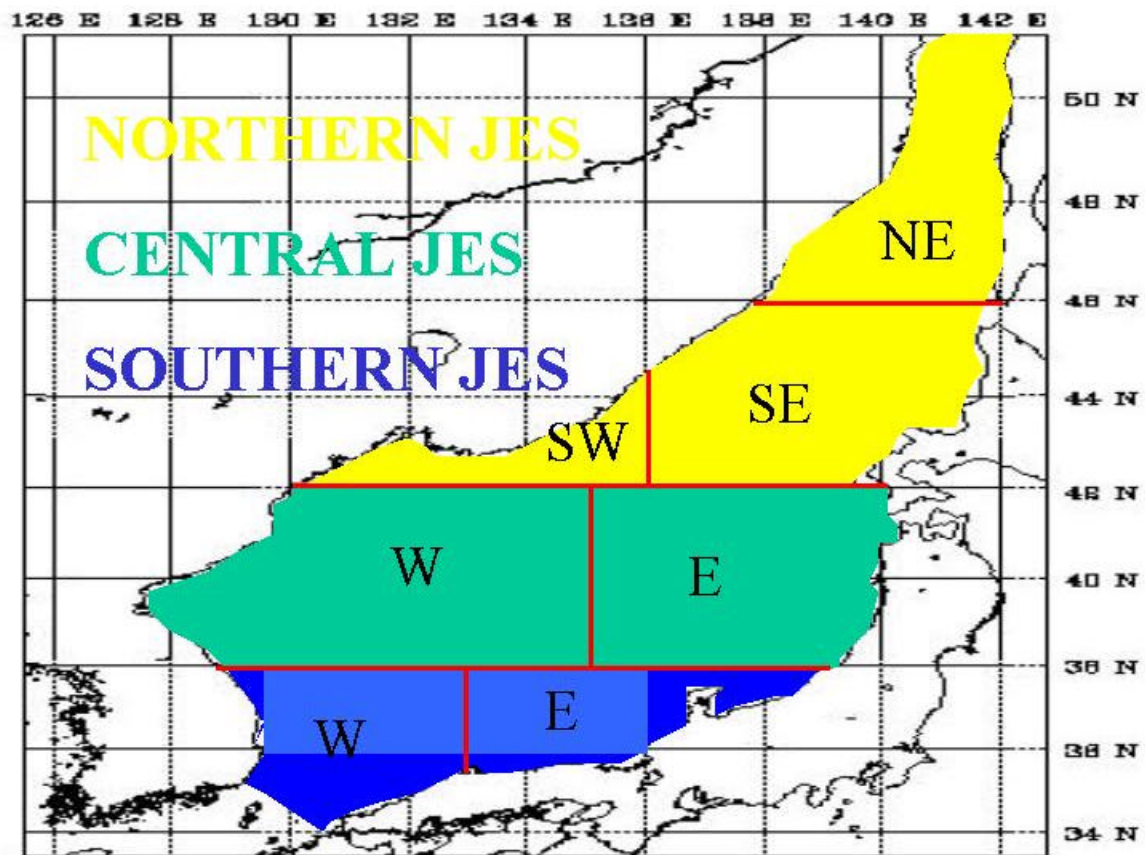 126 E 128 E 130 E 132 E 134 E 136 E 138 E 140 E 142 E
50 N
NORTHERN JES
48 N
NE
CENTRAL JES
46 N
SOUTHERN JES
44 N
SE
SW
42 N
W
E
40 N
38 N
E
W
36 N
34 N